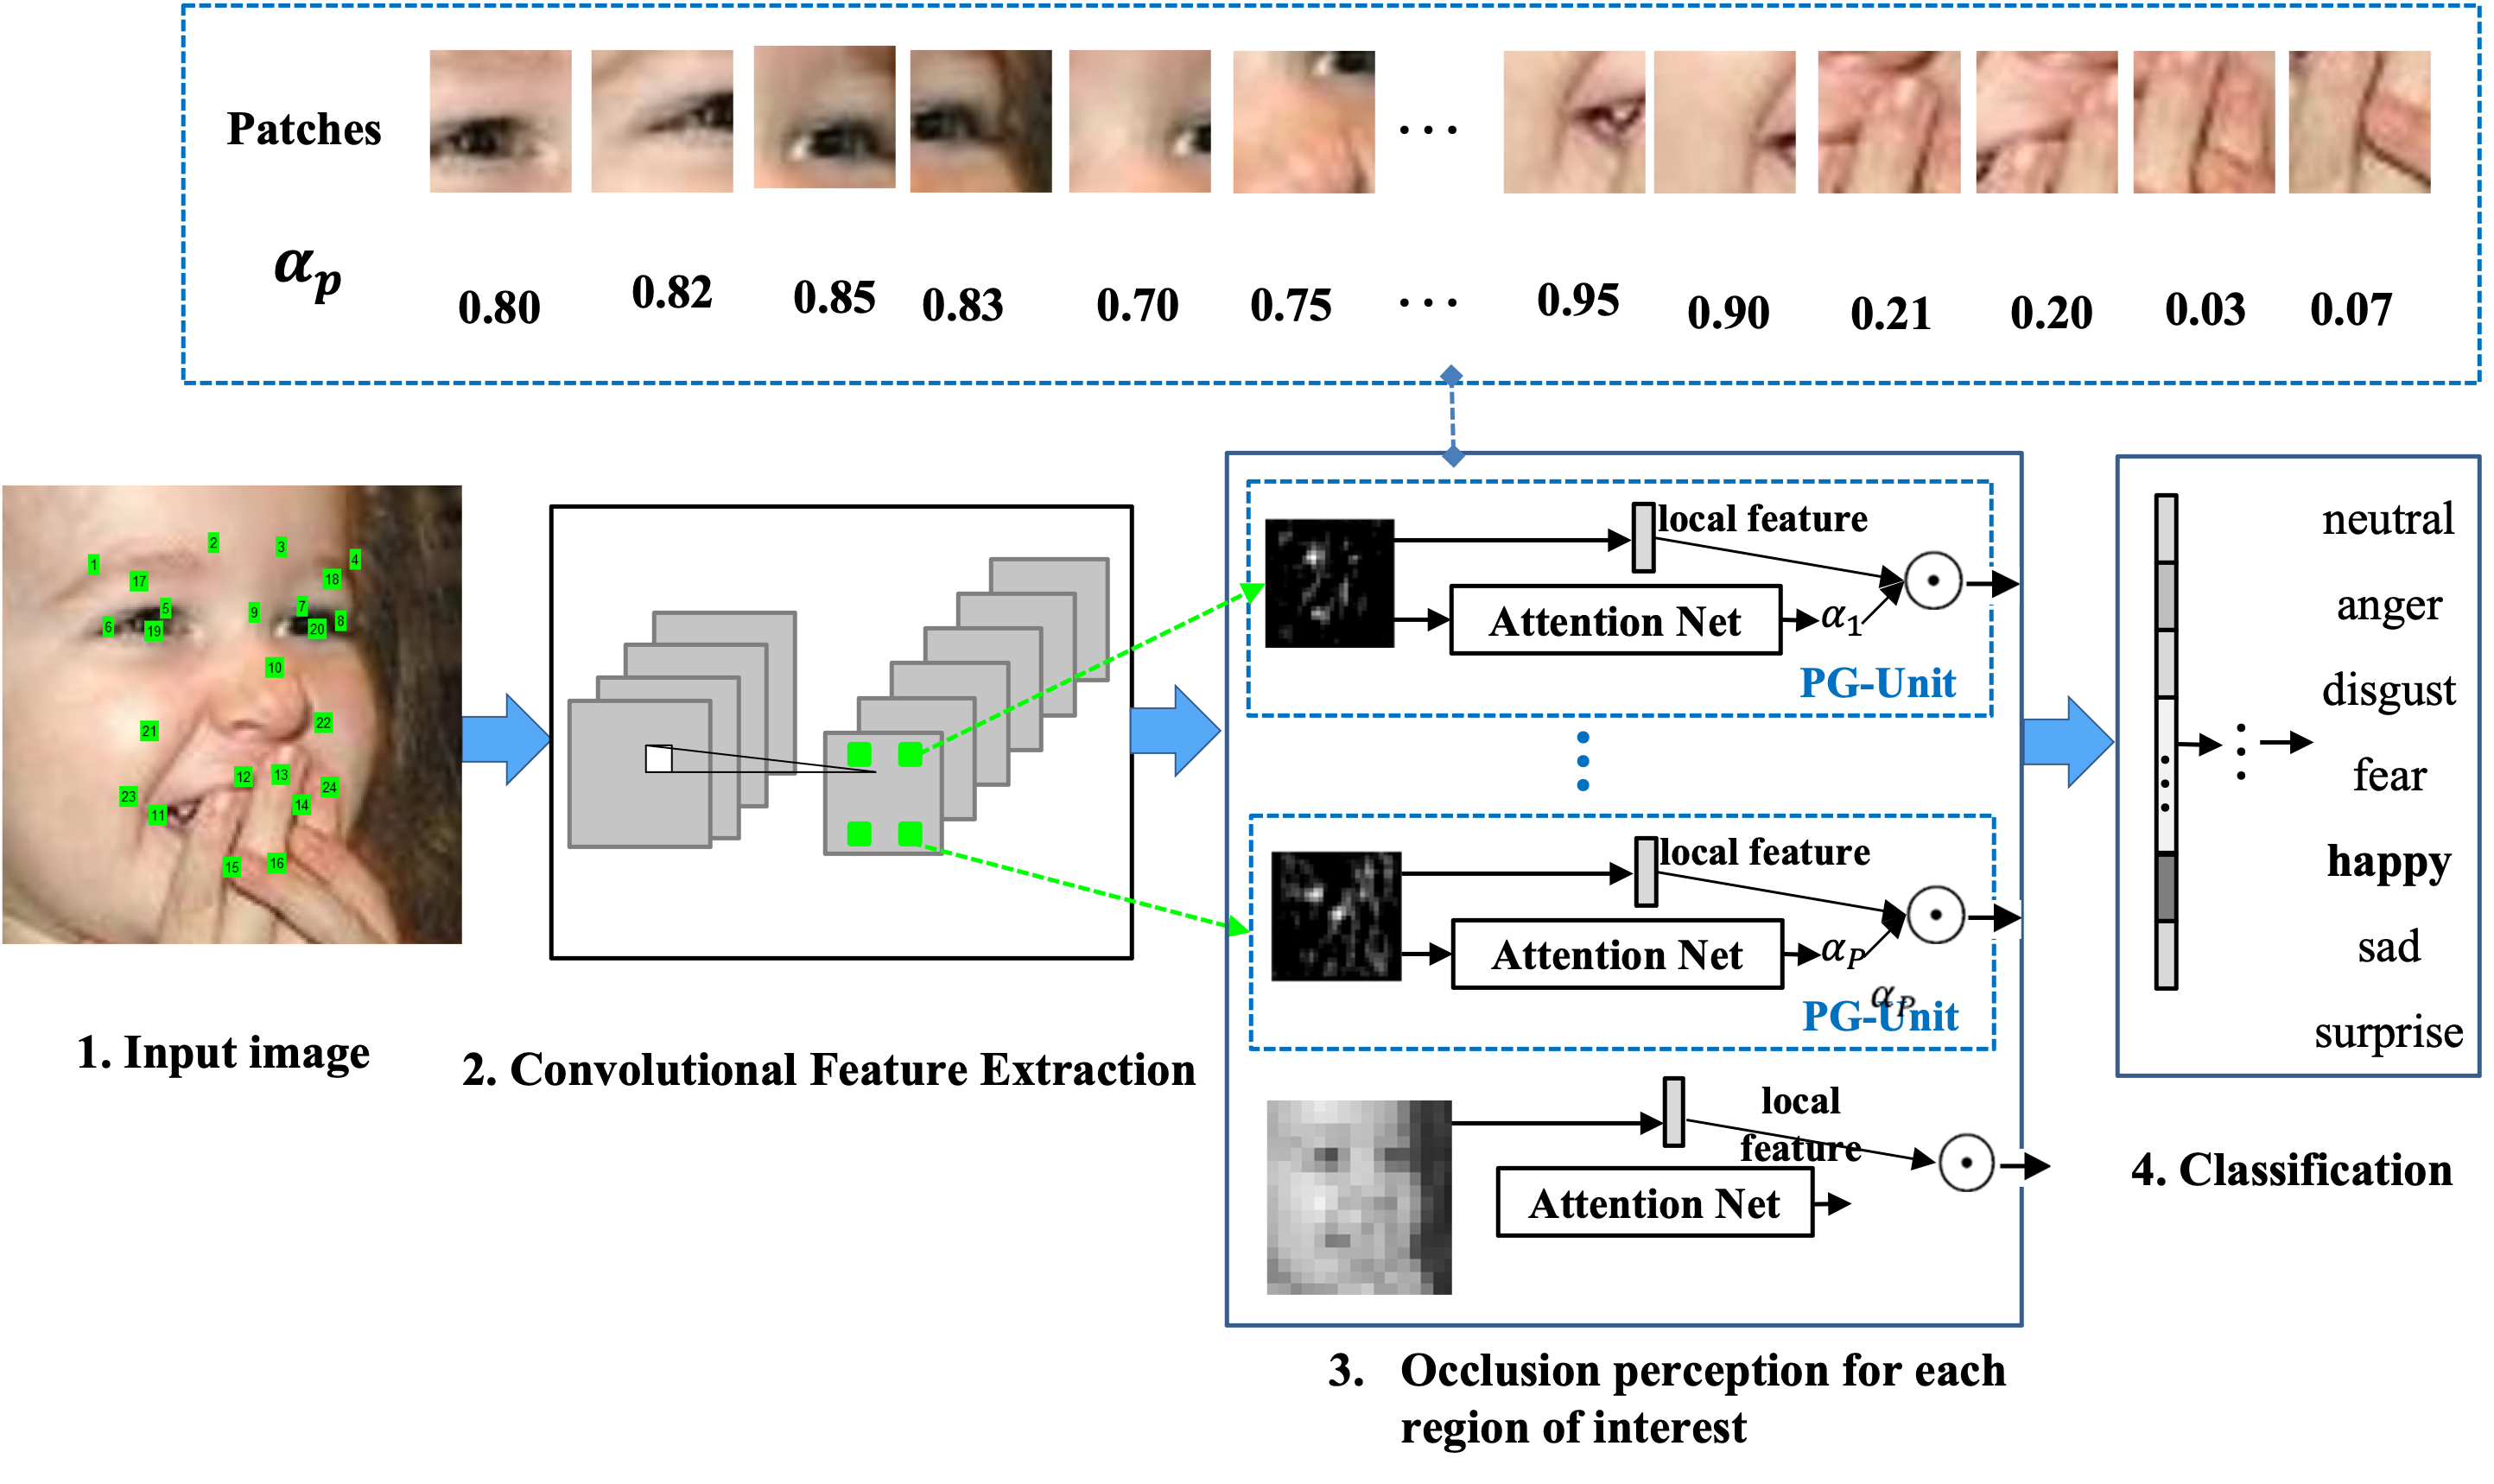 Patches
α_p 0.80 0.82 0.85 0.83 0.70 0.75 ... 0.95 0.90 0.21 0.20 0.03 0.07
1
2
3
4
17
18
5
9
7
6
19
20
8
10
21
22
12
13
24
23
11
14
15
16
1. Input image
2. Convolutional Feature Extraction
local feature
Attention Net
α₁
PG-Unit
local feature
Attention Net
α_P
α_P
PG-Unit
local
feature
Attention Net
3. Occlusion perception for each
region of interest
neutral
anger
disgust
fear
happy
sad
surprise
4. Classification